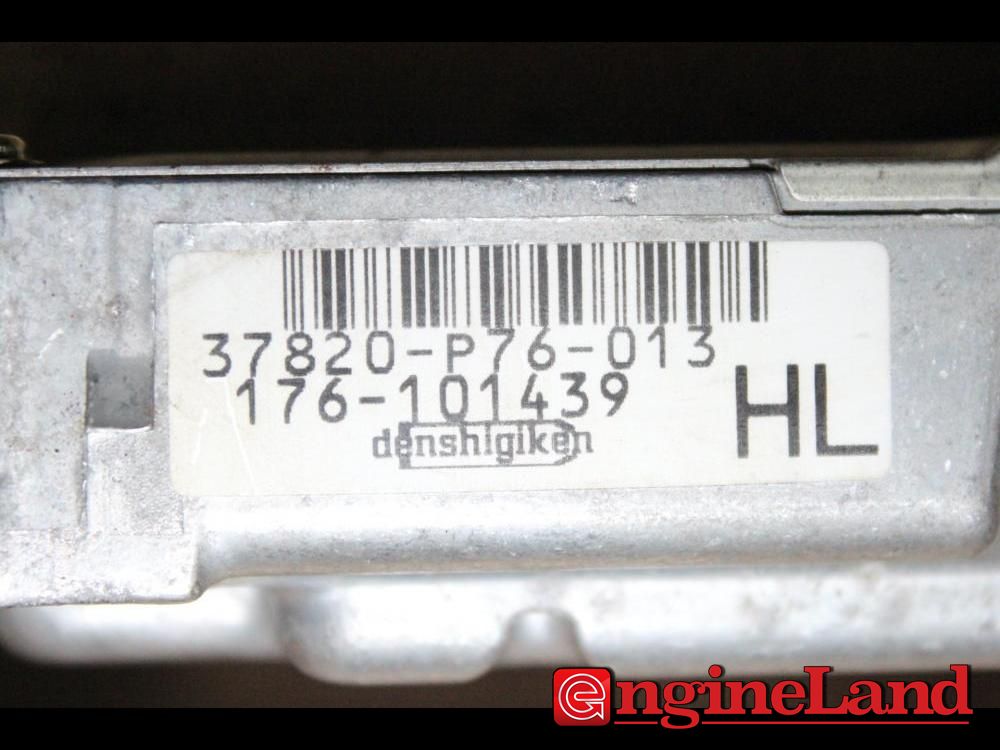 37820-P76-013
176-101439
HL
denshigiken
engineLand